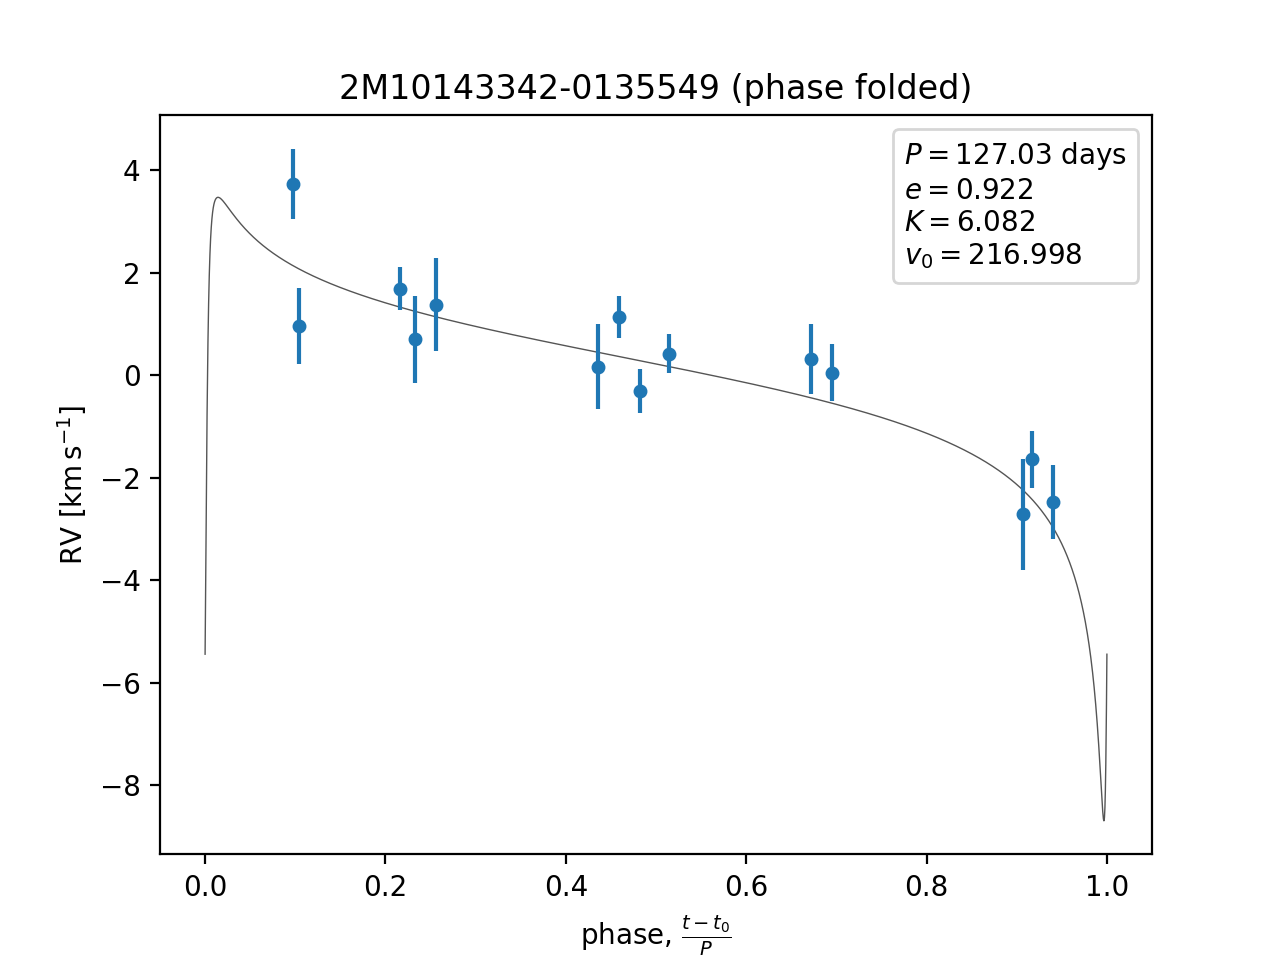 2M10143342-0135549 (phase folded)
P = 127.03 days
e = 0.922
K = 6.082
v₀ = 216.998
4
2
0
−2
−4
−6
−8
RV [km s⁻¹]
0.0 0.2 0.4 0.6 0.8 1.0
phase, (t − t₀)/P